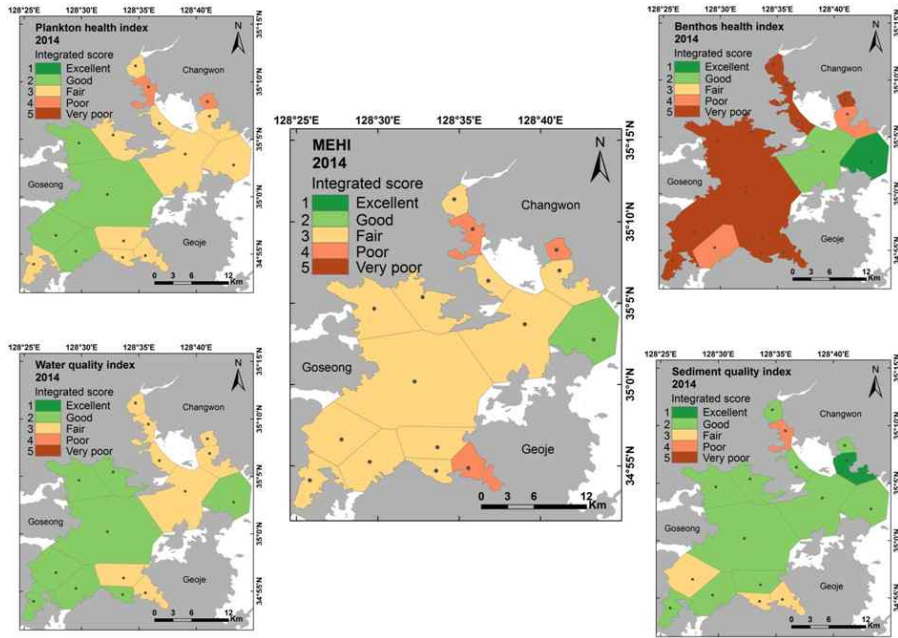 128°25'E 128°30'E 128°35'E 128°40'E
Plankton health index
2014
Integrated score
1 Excellent
2 Good
3 Fair
4 Poor
5 Very poor
N
Changwon
Goseong
Geoje
0 3 6 12
Km
35°15'N
35°10'N
35°5'N
35°0'N
34°55'N
128°25'E 128°30'E 128°35'E 128°40'E
MEHI
2014
Integrated score
1 Excellent
2 Good
3 Fair
4 Poor
5 Very poor
N
Changwon
Goseong
Geoje
0 3 6 12
Km
35°15'N
35°10'N
35°5'N
35°0'N
34°55'N
128°25'E 128°30'E 128°35'E 128°40'E
Benthos health index
2014
Integrated score
1 Excellent
2 Good
3 Fair
4 Poor
5 Very poor
N
Changwon
Goseong
Geoje
0 3 6 12
Km
128°25'E 128°30'E 128°35'E 128°40'E
Water quality index
2014
Integrated score
1 Excellent
2 Good
3 Fair
4 Poor
5 Very poor
N
Changwon
Goseong
Geoje
0 3 6 12
Km
35°15'N
35°10'N
35°5'N
35°0'N
34°55'N
128°25'E 128°30'E 128°35'E 128°40'E
Sediment quality index
2014
Integrated score
1 Excellent
2 Good
3 Fair
4 Poor
5 Very poor
N
Changwon
Goseong
Geoje
0 3 6 12
Km